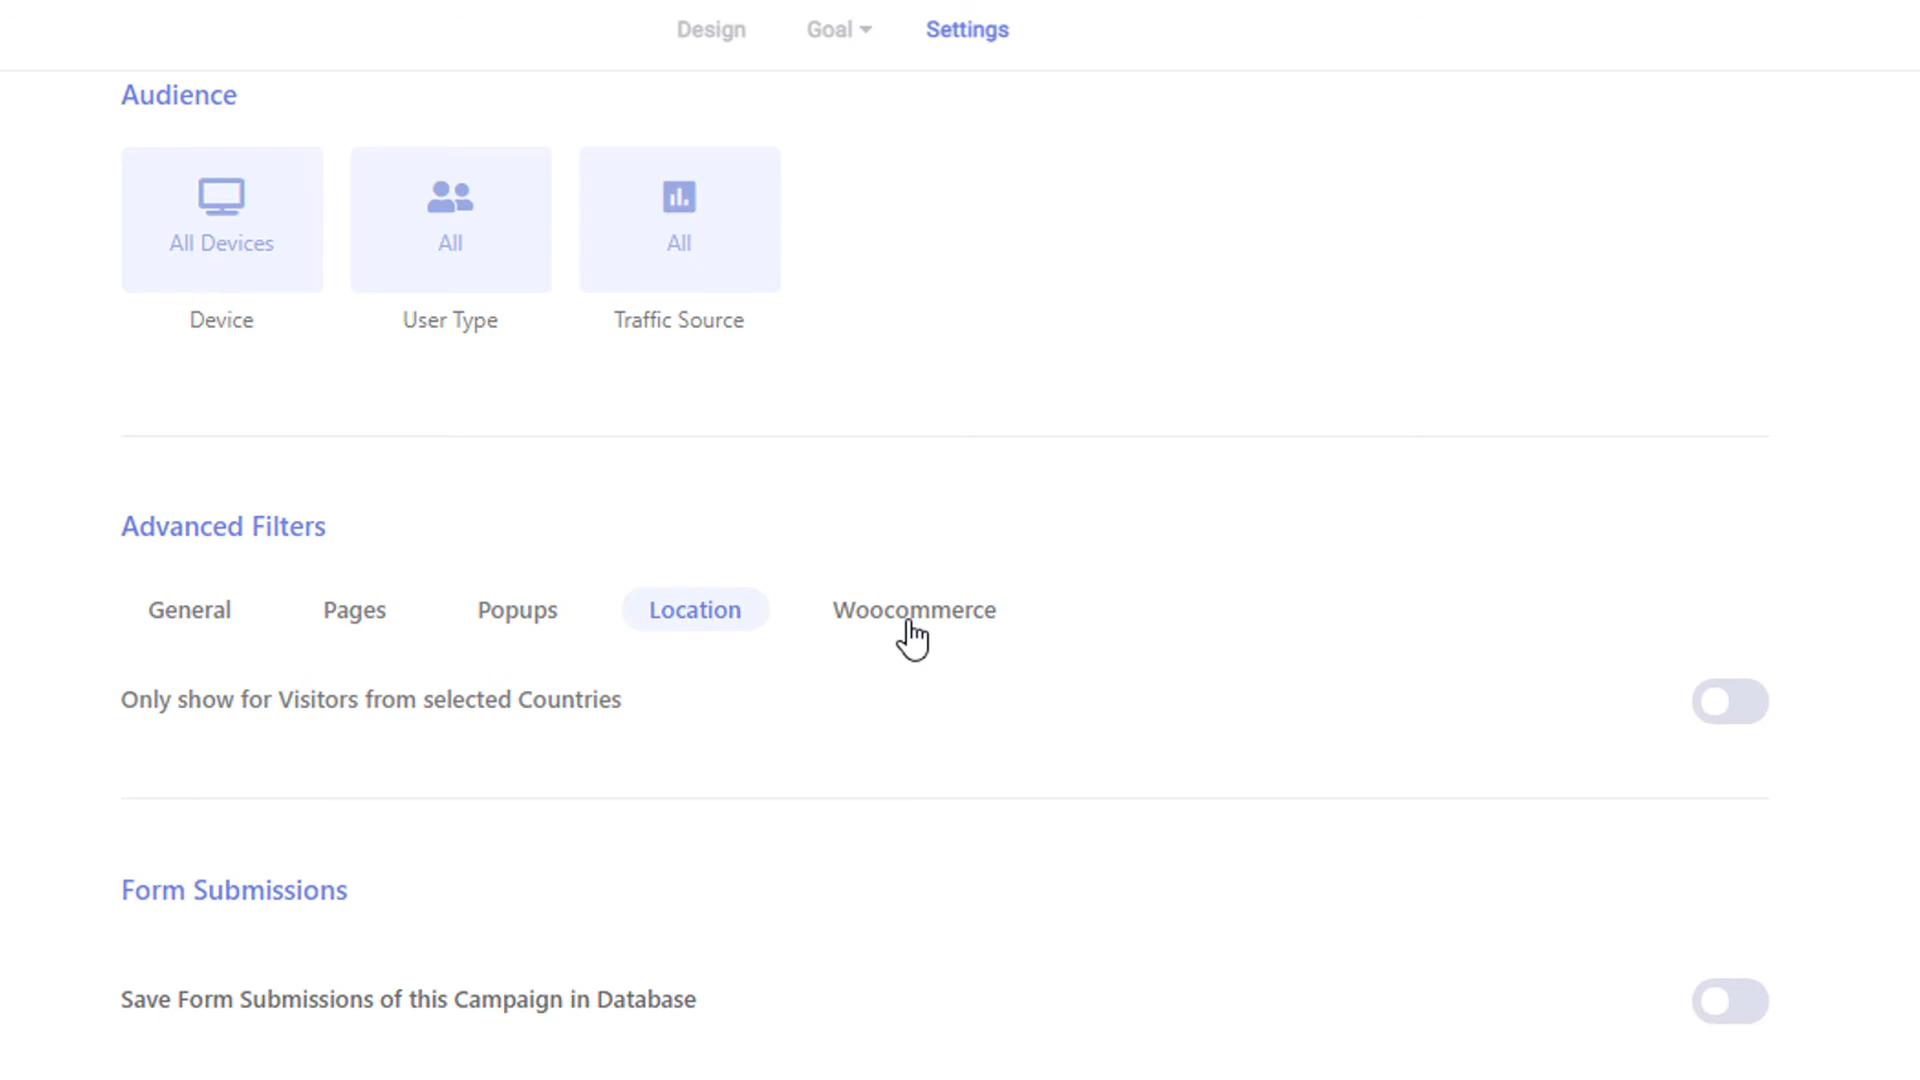 Design Goal Settings
Audience
All Devices All All
Device User Type Traffic Source
Advanced Filters
General Pages Popups Location Woocommerce
Only show for Visitors from selected Countries
Form Submissions
Save Form Submissions of this Campaign in Database